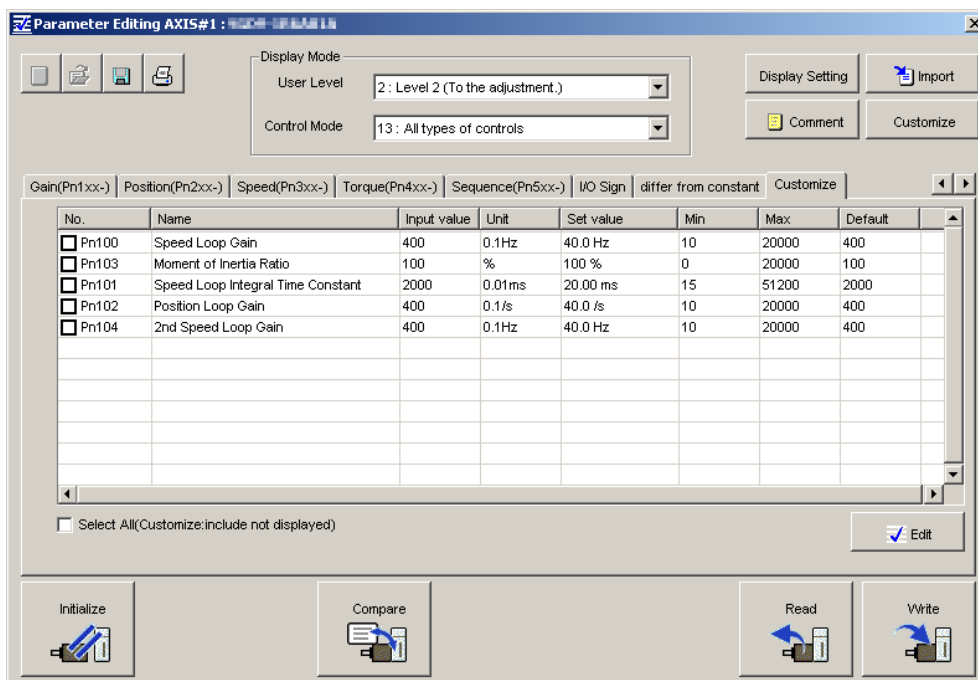 Parameter Editing AXIS#1 :
Display Mode
User Level 2 : Level 2 (To the adjustment.)
Control Mode 13 : All types of controls
Display Setting Import
Comment Customize
Gain(Pn1xx-) Position(Pn2xx-) Speed(Pn3xx-) Torque(Pn4xx-) Sequence(Pn5xx-) I/O Sign differ from constant Customize
No. Name Input value Unit Set value Min Max Default
Pn100 Speed Loop Gain 400 0.1Hz 40.0 Hz 10 20000 400
Pn103 Moment of Inertia Ratio 100 % 100 % 0 20000 100
Pn101 Speed Loop Integral Time Constant 2000 0.01ms 20.00 ms 15 51200 2000
Pn102 Position Loop Gain 400 0.1/s 40.0 /s 10 20000 400
Pn104 2nd Speed Loop Gain 400 0.1Hz 40.0 Hz 10 20000 400
Select All(Customize:include not displayed)
Edit
Initialize Compare Read Write